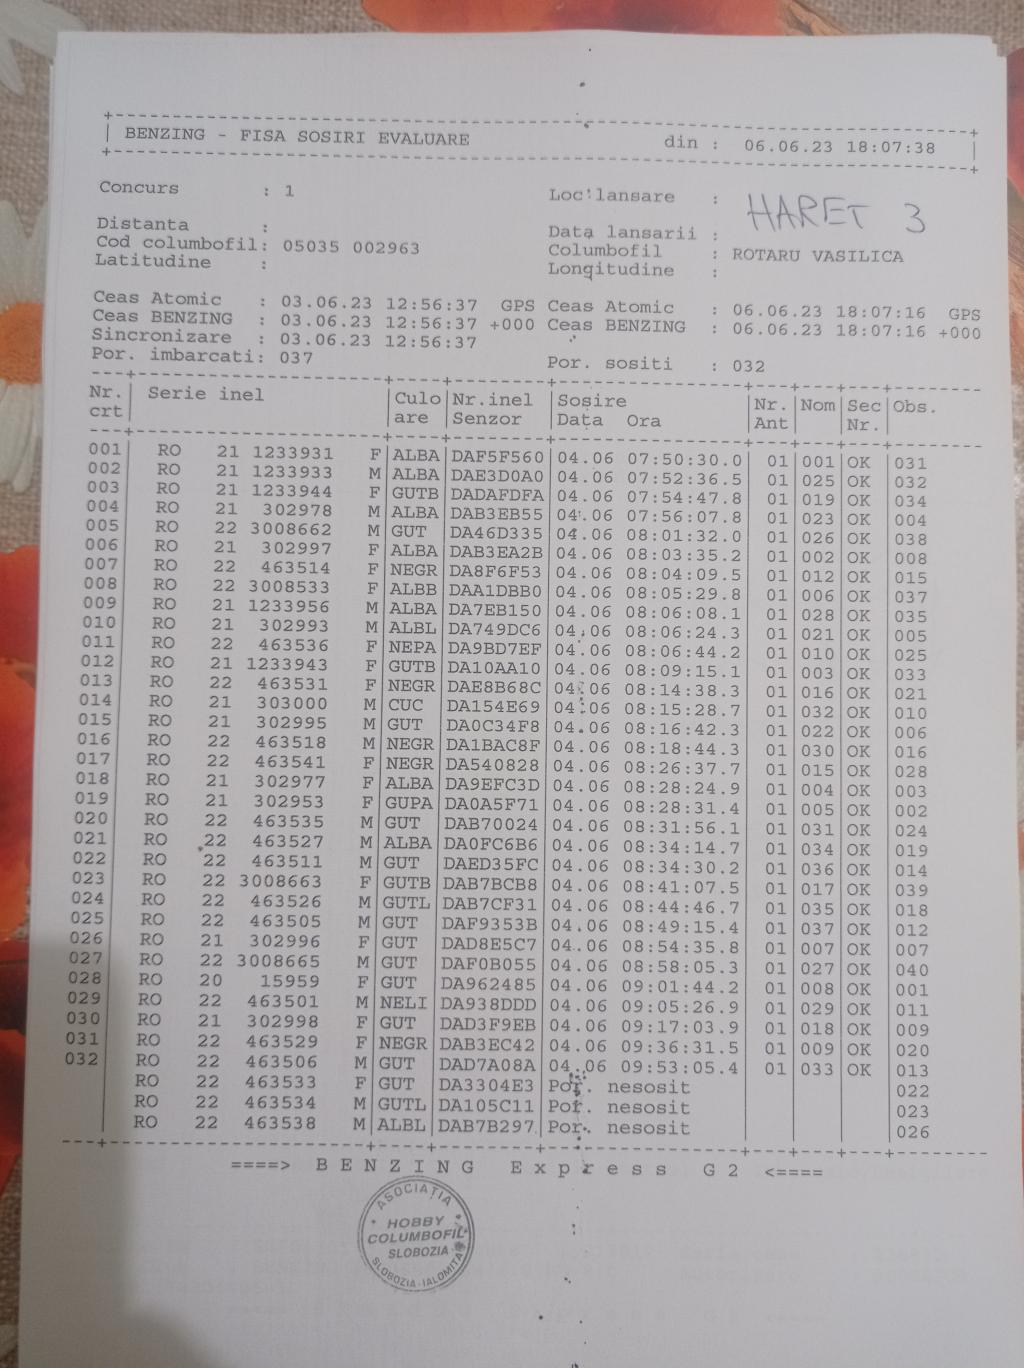 BENZING - FISA SOSIRI EVALUARE din : 06.06.23 18:07:38
Concurs : 1 Loc lansare : HARET 3
Distanta : Data lansarii :
Cod columbofil: 05035 002963 Columbofil : ROTARU VASILICA
Latitudine : Longitudine :
Ceas Atomic : 03.06.23 12:56:37 GPS Ceas Atomic : 06.06.23 18:07:16 GPS
Ceas BENZING : 03.06.23 12:56:37 +000 Ceas BENZING : 06.06.23 18:07:16 +000
Sincronizare : 03.06.23 12:56:37
Por. imbarcati: 037 Por. sositi : 032
Nr. Serie inel Culo Nr.inel Sosire Nr. Nom Sec Obs.
crt are Senzor Data Ora Ant Nr.
001 RO 21 1233931 F ALBA DAF5F560 04.06 07:50:30.0 01 001 OK 031
002 RO 21 1233933 M ALBA DAE3D0A0 04.06 07:52:36.5 01 025 OK 032
003 RO 21 1233944 F GUTB DADAFDFA 04.06 07:54:47.8 01 019 OK 034
004 RO 21 302978 M ALBA DAB3EB55 04.06 07:56:07.8 01 023 OK 004
005 RO 22 3008662 M GUT DA46D335 04.06 08:01:32.0 01 026 OK 038
006 RO 21 302997 F ALBA DAB3EA2B 04.06 08:03:35.2 01 002 OK 008
007 RO 22 463514 F NEGR DA8F6F53 04.06 08:04:09.5 01 012 OK 015
008 RO 22 3008533 F ALBB DAA1DBB0 04.06 08:05:29.8 01 006 OK 037
009 RO 21 1233956 M ALBA DA7EB150 04.06 08:06:08.1 01 028 OK 035
010 RO 21 302993 M ALBL DA749DC6 04.06 08:06:24.3 01 021 OK 005
011 RO 22 463536 F NEPA DA9BD7EF 04.06 08:06:44.2 01 010 OK 025
012 RO 21 1233943 F GUTB DA10AA10 04.06 08:09:15.1 01 003 OK 033
013 RO 22 463531 F NEGR DAE8B68C 04.06 08:14:38.3 01 016 OK 021
014 RO 21 303000 M CUC DA154E69 04.06 08:15:28.7 01 032 OK 010
015 RO 21 302995 M GUT DA0C34F8 04.06 08:16:42.3 01 022 OK 006
016 RO 22 463518 M NEGR DA1BAC8F 04.06 08:18:44.3 01 030 OK 016
017 RO 22 463541 F NEGR DA540828 04.06 08:26:37.7 01 015 OK 028
018 RO 21 302977 F ALBA DA9EFC3D 04.06 08:28:24.9 01 004 OK 003
019 RO 21 302953 F GUPA DA0A5F71 04.06 08:28:31.4 01 005 OK 002
020 RO 22 463535 M GUT DAB70024 04.06 08:31:56.1 01 031 OK 024
021 RO 22 463527 M ALBA DA0FC6B6 04.06 08:34:14.7 01 034 OK 019
022 RO 22 463511 M GUT DAED35FC 04.06 08:34:30.2 01 036 OK 014
023 RO 22 3008663 F GUTB DAB7BCB8 04.06 08:41:07.5 01 017 OK 039
024 RO 22 463526 M GUTL DAB7CF31 04.06 08:44:46.7 01 035 OK 018
025 RO 22 463505 M GUT DAF9353B 04.06 08:49:15.4 01 037 OK 012
026 RO 21 302996 F GUT DAD8E5C7 04.06 08:54:35.8 01 007 OK 007
027 RO 22 3008665 M GUT DAF0B055 04.06 08:58:05.3 01 027 OK 040
028 RO 20 15959 F GUT DA962485 04.06 09:01:44.2 01 008 OK 001
029 RO 22 463501 M NELI DA938DDD 04.06 09:05:26.9 01 029 OK 011
030 RO 21 302998 F GUT DAD3F9EB 04.06 09:17:03.9 01 018 OK 009
031 RO 22 463529 F NEGR DAB3EC42 04.06 09:36:31.5 01 009 OK 020
032 RO 22 463506 M GUT DAD7A08A 04.06 09:53:05.4 01 033 OK 013
RO 22 463533 F GUT DA3304E3 Por. nesosit 022
RO 22 463534 M GUTL DA105C11 Por. nesosit 023
RO 22 463538 M ALBL DAB7B297 Por. nesosit 026
====> B E N Z I N G E x p r e s s G 2 <====
ASOCIAȚIA
HOBBY
COLUMBOFIL
SLOBOZIA
SLOBOZIA-IALOMIȚA